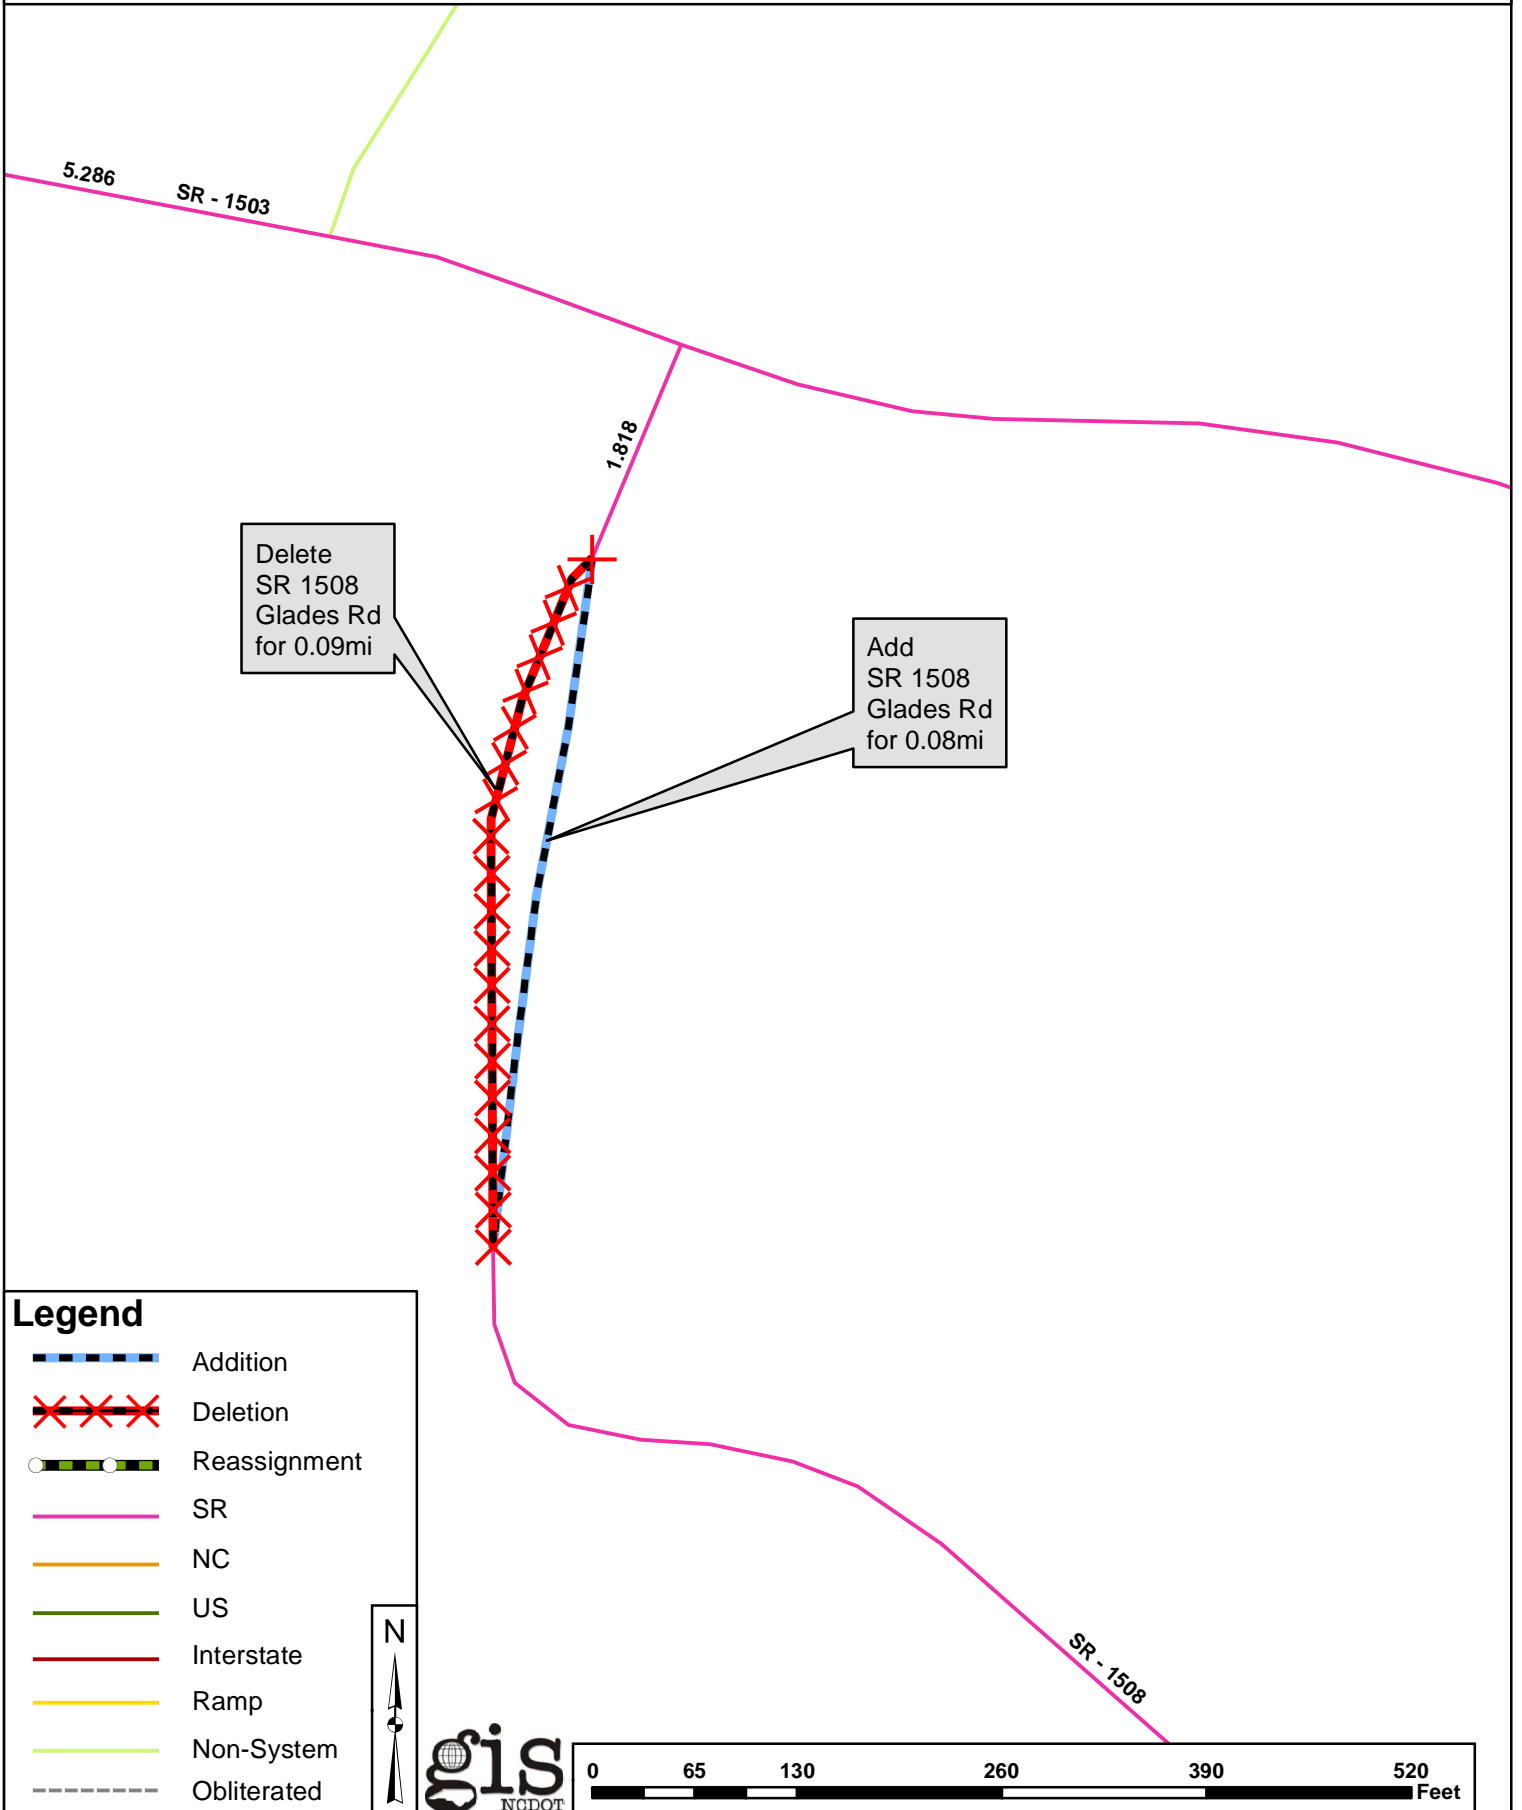 5.286
SR - 1503
1.818
Delete
SR 1508
Glades Rd
for 0.09mi
Add
SR 1508
Glades Rd
for 0.08mi
SR - 1508
Legend
Addition
Deletion
Reassignment
SR
NC
US
Interstate
Ramp
Non-System
Obliterated
N
gis
NCDOT
0 65 130 260 390 520
Feet